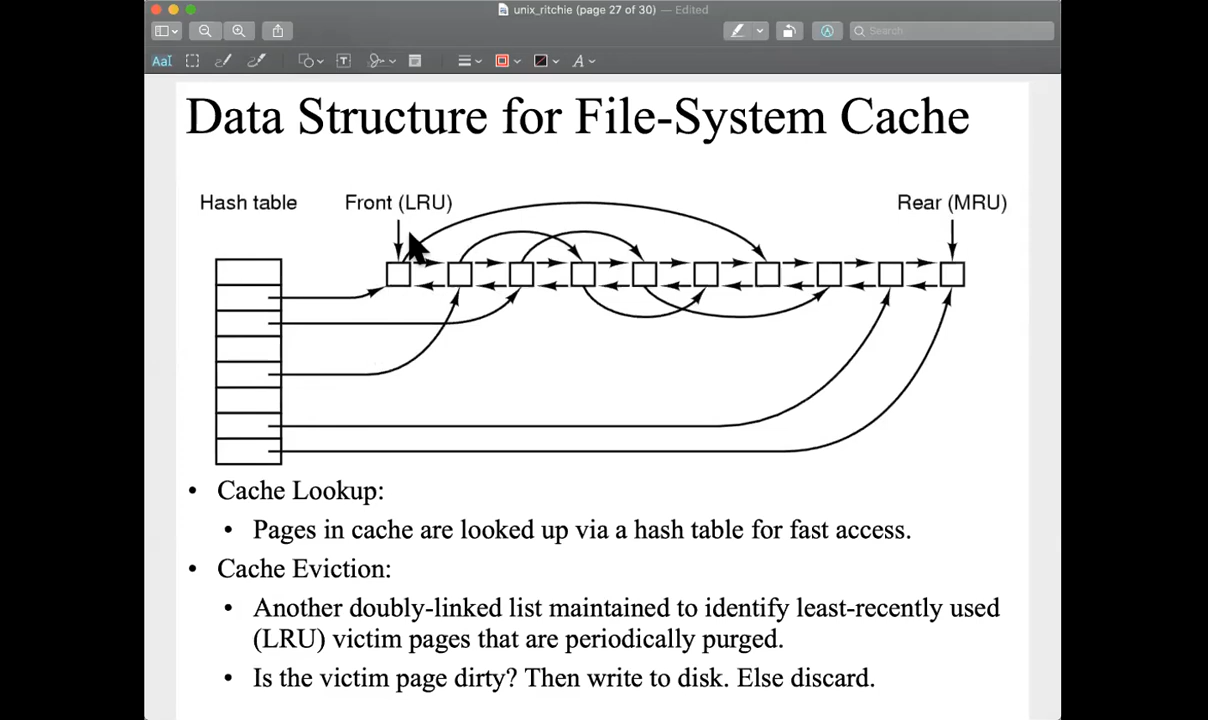 unix_ritchie (page 27 of 30) — Edited
Search
AaI
T
A
Data Structure for File-System Cache
Hash table
Front (LRU)
Rear (MRU)
• Cache Lookup:
• Pages in cache are looked up via a hash table for fast access.
• Cache Eviction:
• Another doubly-linked list maintained to identify least-recently used
(LRU) victim pages that are periodically purged.
• Is the victim page dirty? Then write to disk. Else discard.